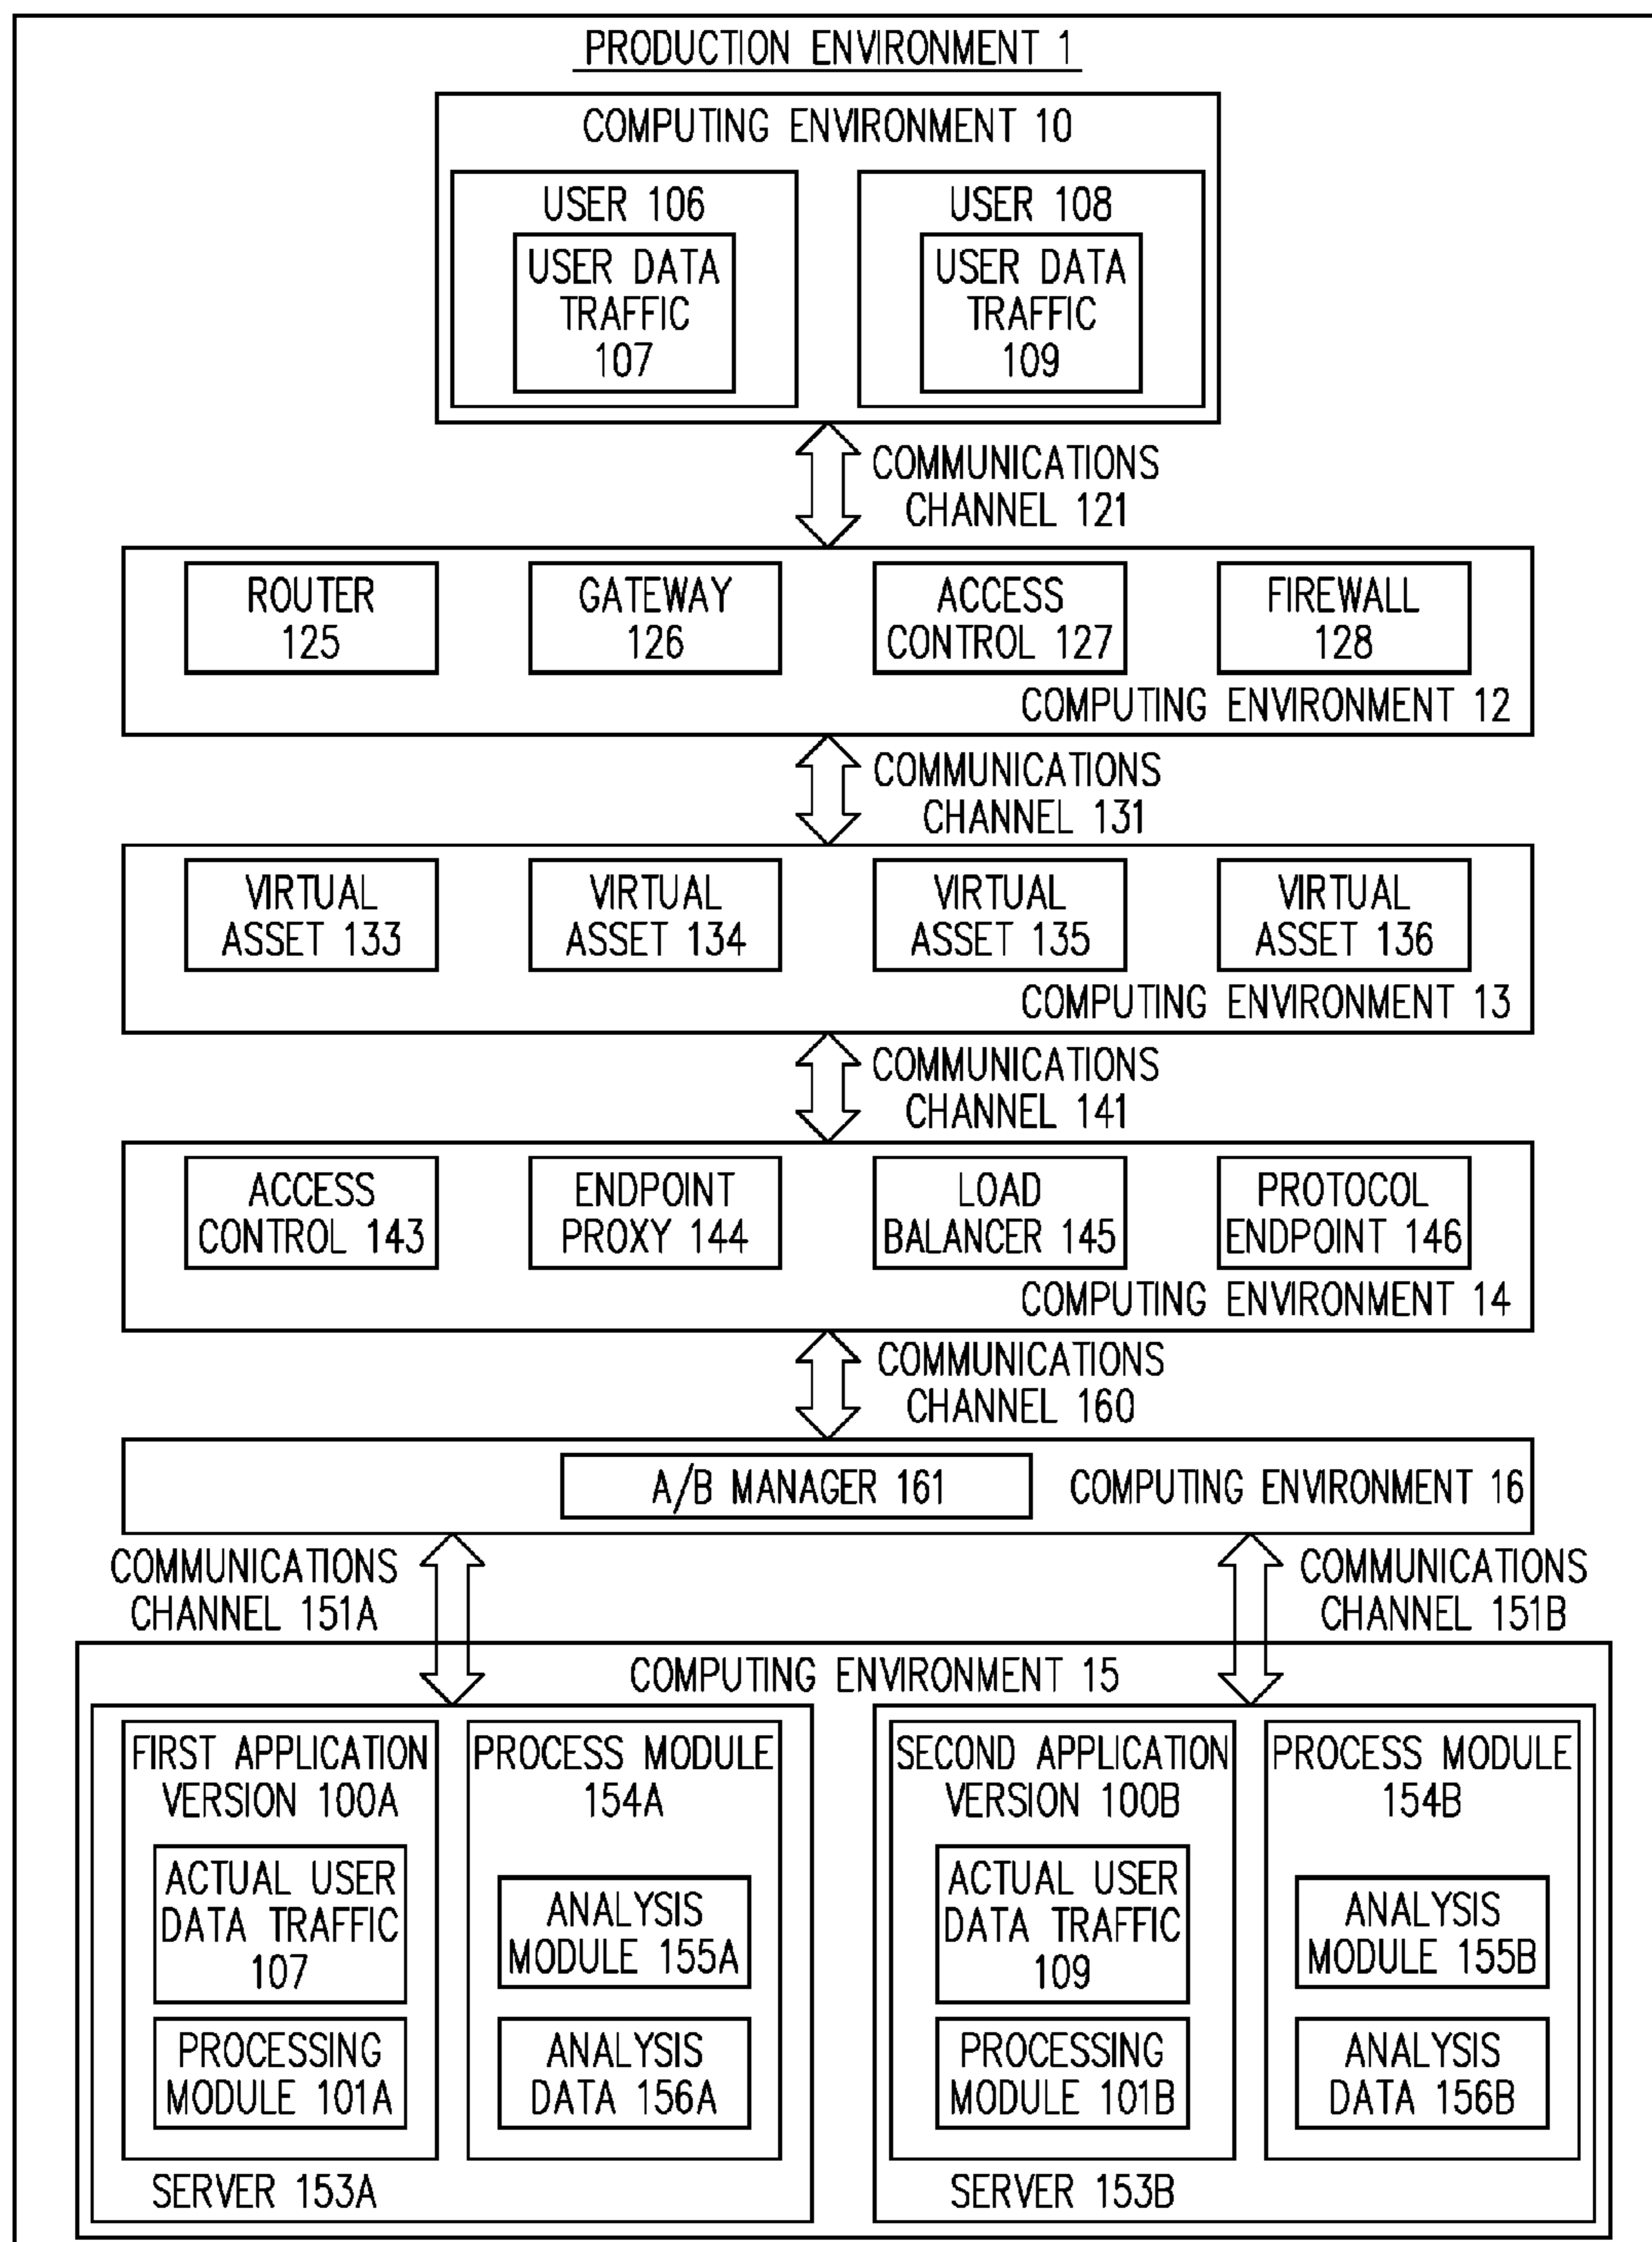 PRODUCTION ENVIRONMENT 1
COMPUTING ENVIRONMENT 10
USER 106
USER DATA
TRAFFIC
107
USER 108
USER DATA
TRAFFIC
109
COMMUNICATIONS
CHANNEL 121
ROUTER
125
GATEWAY
126
ACCESS
CONTROL 127
FIREWALL
128
COMPUTING ENVIRONMENT 12
COMMUNICATIONS
CHANNEL 131
VIRTUAL
ASSET 133
VIRTUAL
ASSET 134
VIRTUAL
ASSET 135
VIRTUAL
ASSET 136
COMPUTING ENVIRONMENT 13
COMMUNICATIONS
CHANNEL 141
ACCESS
CONTROL 143
ENDPOINT
PROXY 144
LOAD
BALANCER 145
PROTOCOL
ENDPOINT 146
COMPUTING ENVIRONMENT 14
COMMUNICATIONS
CHANNEL 160
A/B MANAGER 161
COMPUTING ENVIRONMENT 16
COMMUNICATIONS
CHANNEL 151A
COMMUNICATIONS
CHANNEL 151B
COMPUTING ENVIRONMENT 15
FIRST APPLICATION
VERSION 100A
ACTUAL USER
DATA TRAFFIC
107
PROCESSING
MODULE 101A
PROCESS MODULE
154A
ANALYSIS
MODULE 155A
ANALYSIS
DATA 156A
SERVER 153A
SECOND APPLICATION
VERSION 100B
ACTUAL USER
DATA TRAFFIC
109
PROCESSING
MODULE 101B
PROCESS MODULE
154B
ANALYSIS
MODULE 155B
ANALYSIS
DATA 156B
SERVER 153B